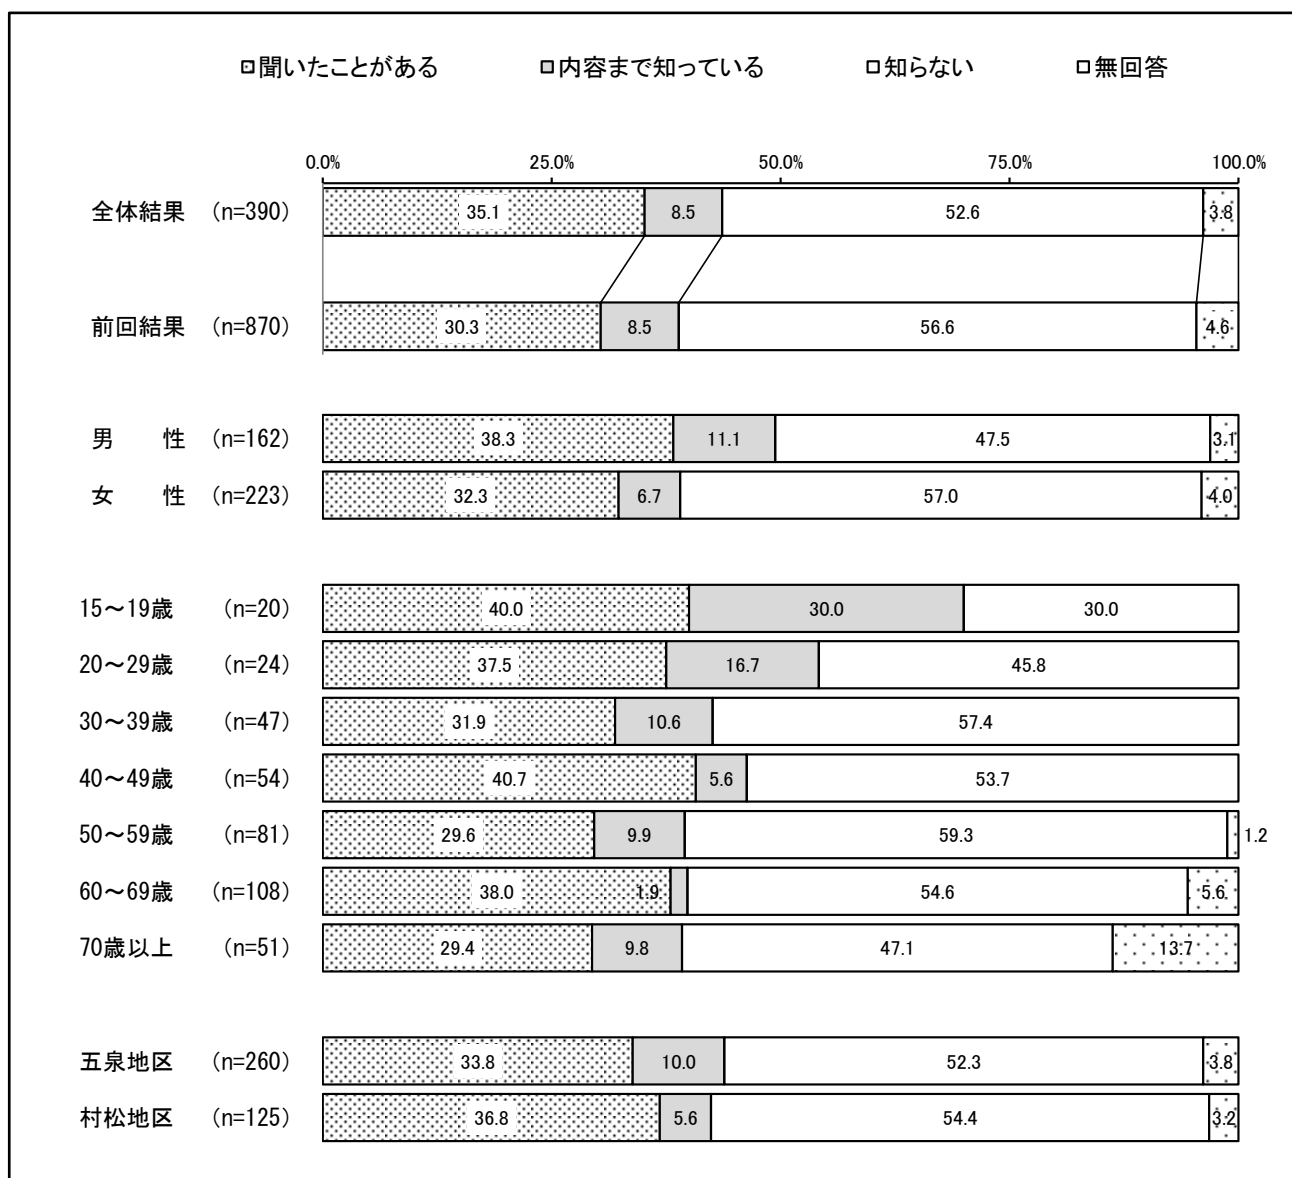 聞いたことがある 内容まで知っている 知らない 無回答
0.0% 25.0% 50.0% 75.0% 100.0%
全体結果 (n=390) 35.1 8.5 52.6 3.8
前回結果 (n=870) 30.3 8.5 56.6 4.6
男 性 (n=162) 38.3 11.1 47.5 3.1
女 性 (n=223) 32.3 6.7 57.0 4.0
15～19歳 (n=20) 40.0 30.0 30.0
20～29歳 (n=24) 37.5 16.7 45.8
30～39歳 (n=47) 31.9 10.6 57.4
40～49歳 (n=54) 40.7 5.6 53.7
50～59歳 (n=81) 29.6 9.9 59.3 1.2
60～69歳 (n=108) 38.0 1.9 54.6 5.6
70歳以上 (n=51) 29.4 9.8 47.1 13.7
五泉地区 (n=260) 33.8 10.0 52.3 3.8
村松地区 (n=125) 36.8 5.6 54.4 3.2